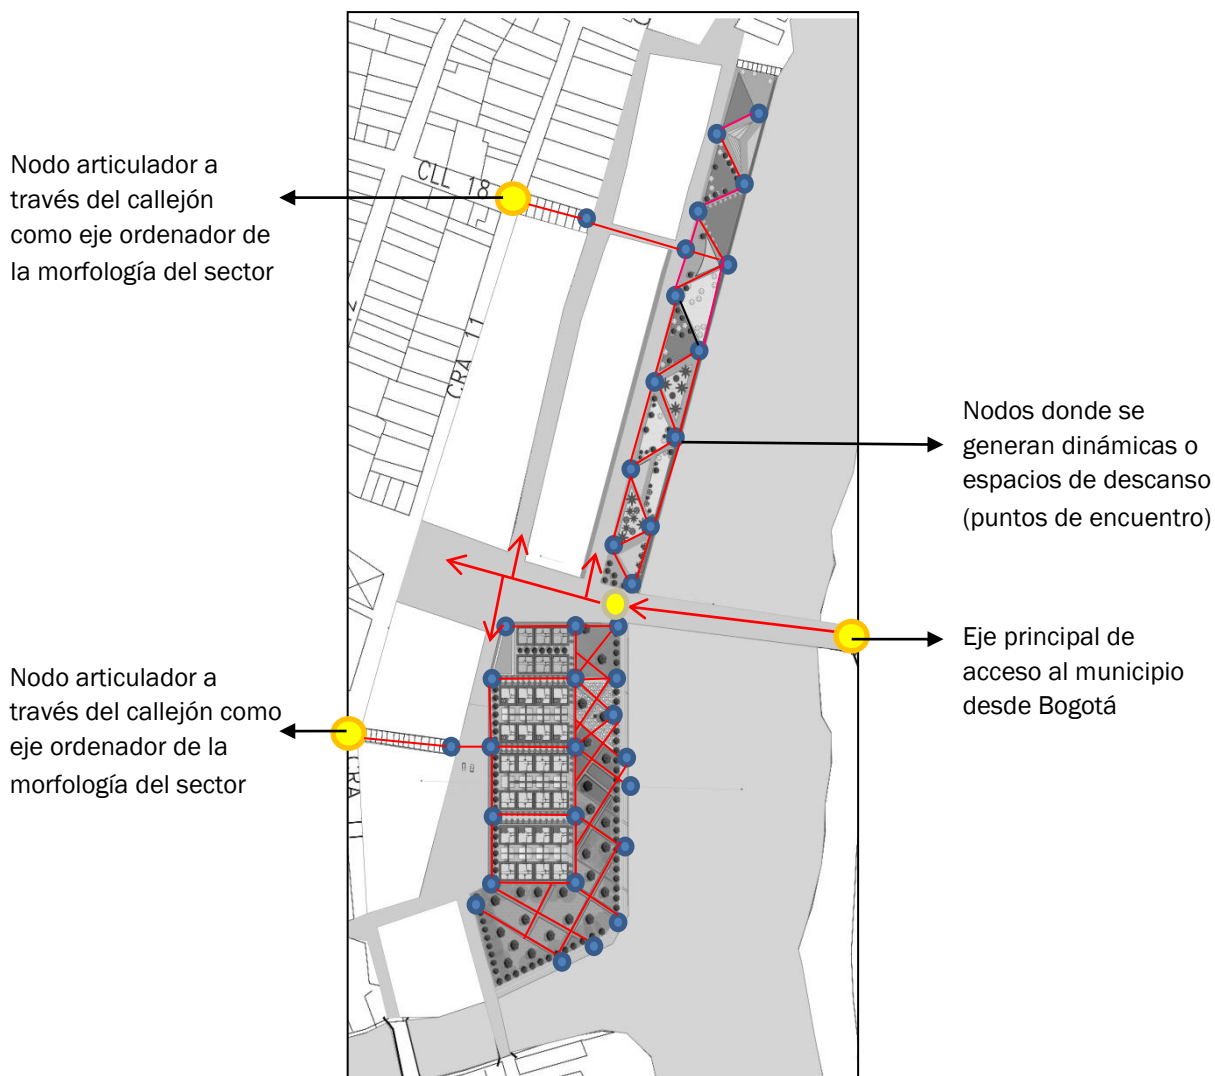 Nodo articulador a
través del callejón
como eje ordenador de
la morfología del sector
CLL 18
CRA 11
Nodos donde se
generan dinámicas o
espacios de descanso
(puntos de encuentro)
Eje principal de
acceso al municipio
desde Bogotá
Nodo articulador a
través del callejón como
eje ordenador de la
morfología del sector
CRA 11